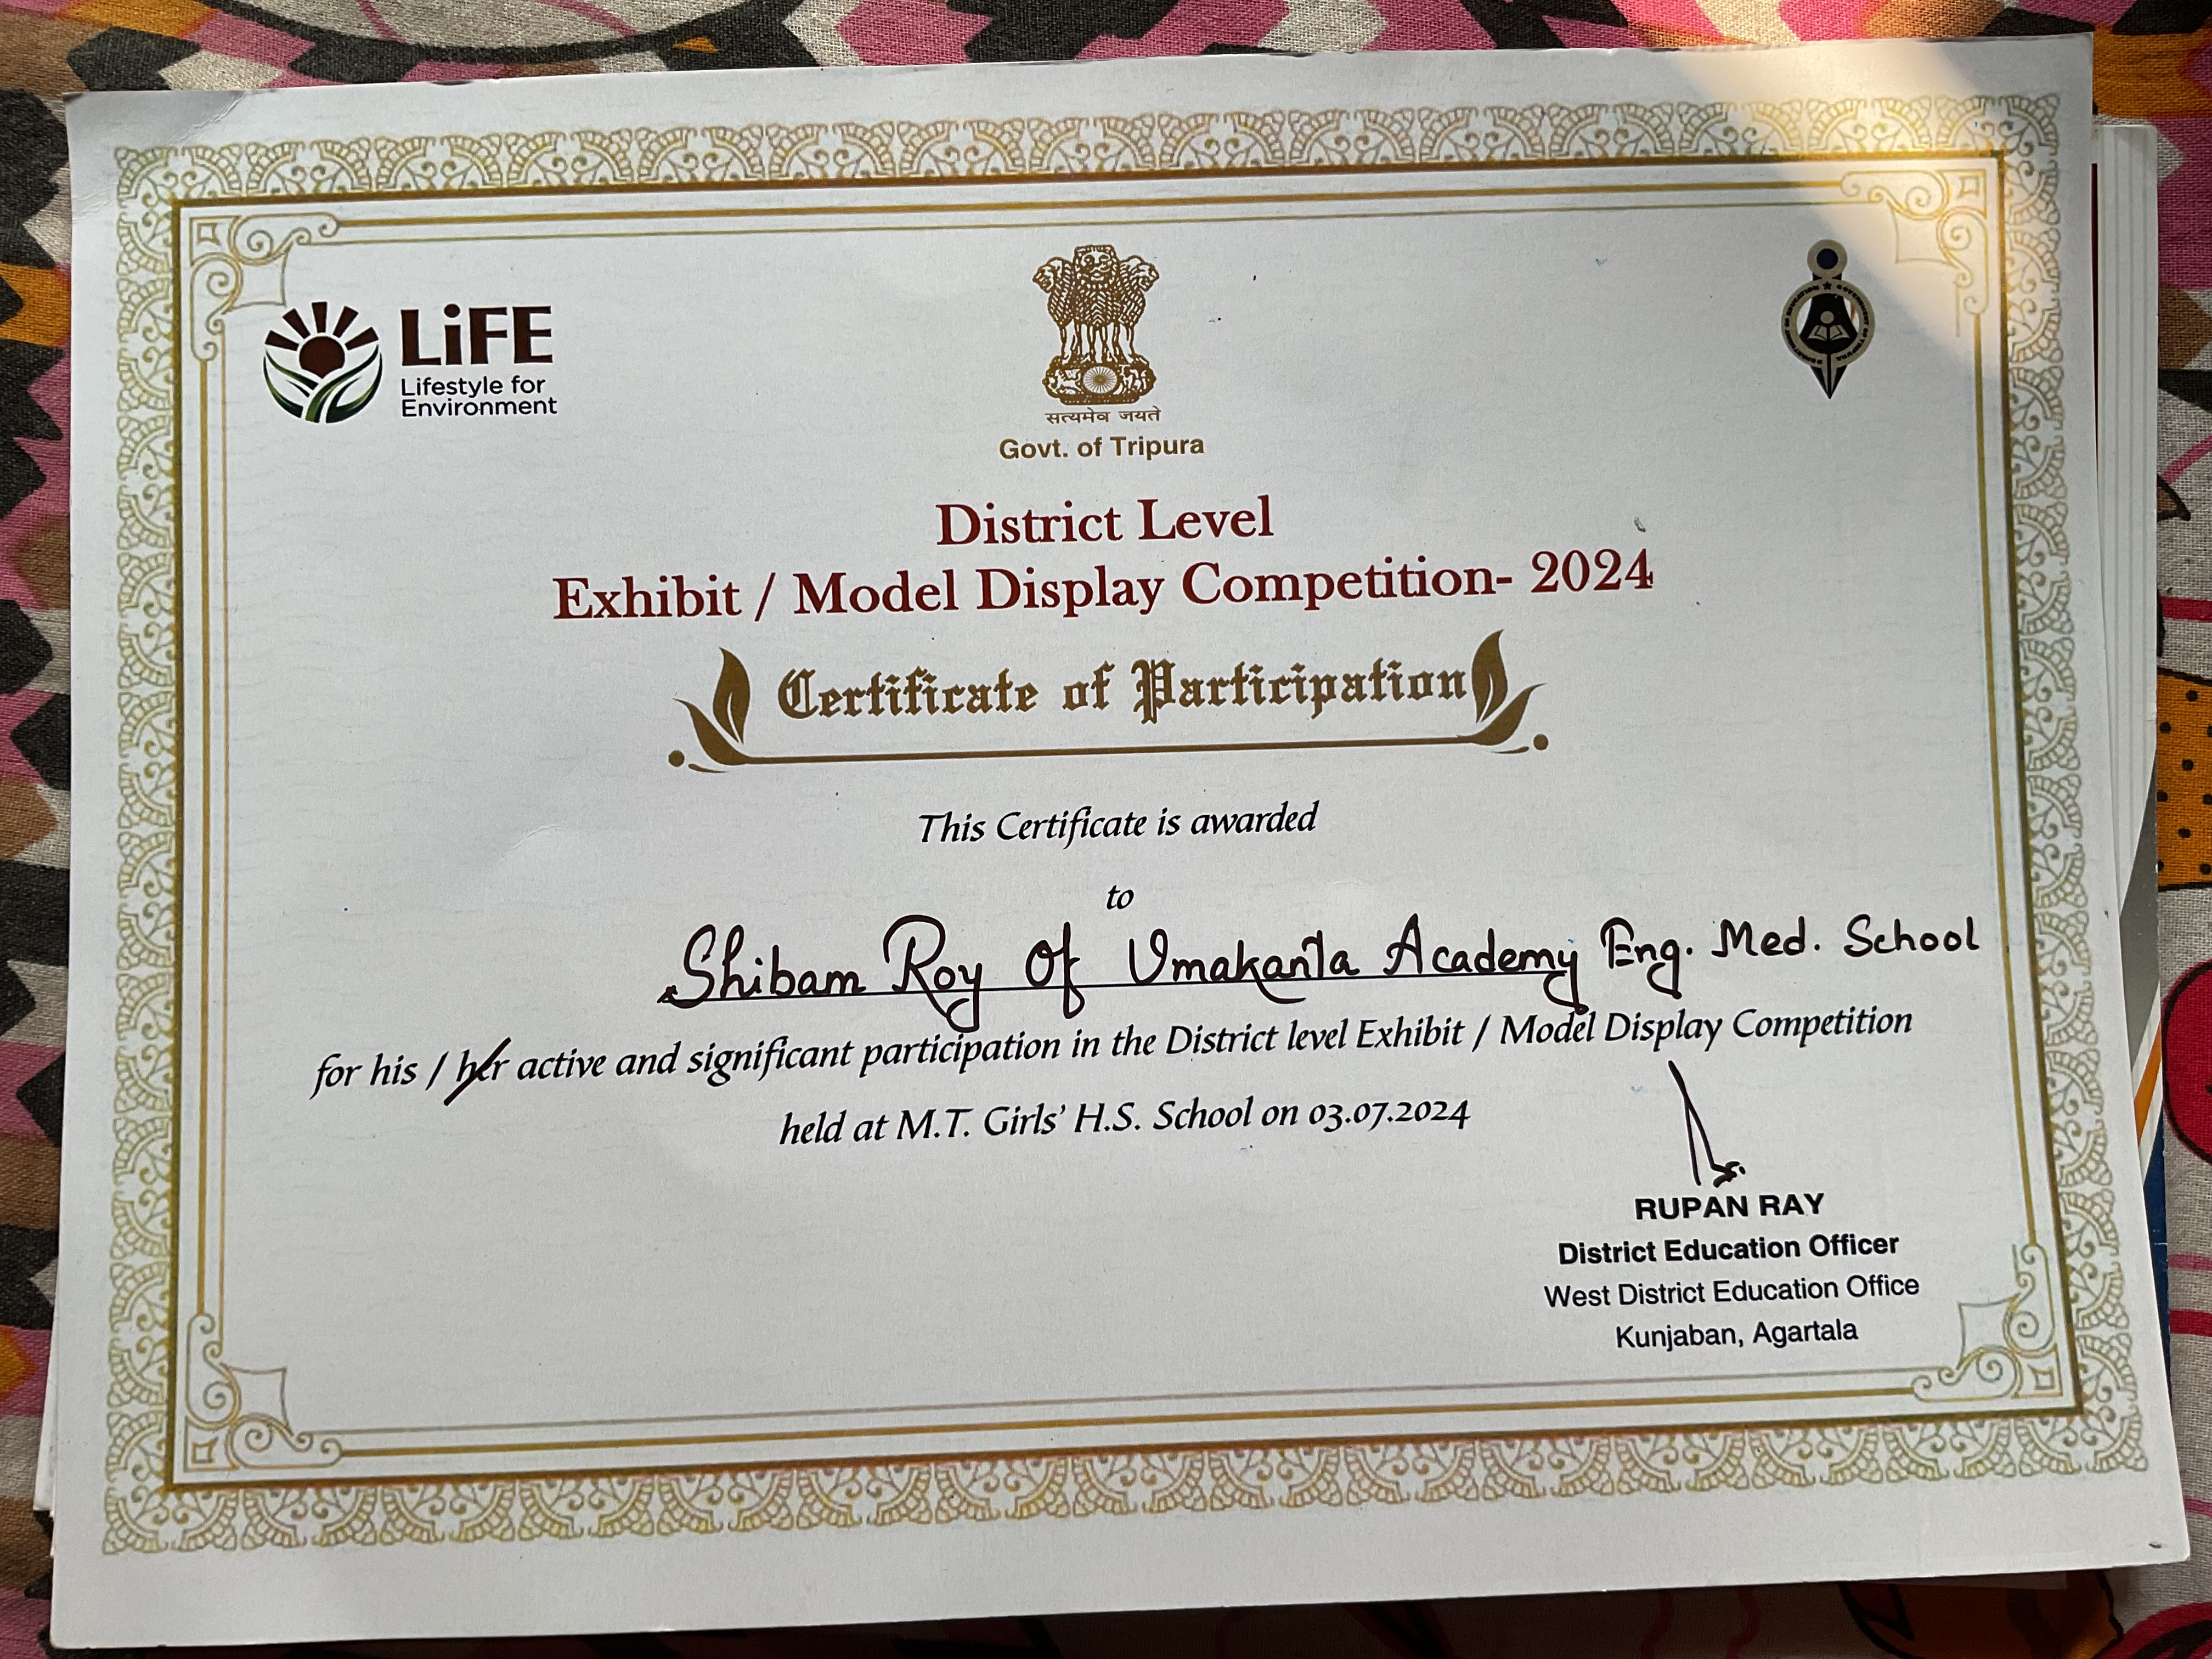 LiFE
Lifestyle for
Environment
सत्यमेव जयते
Govt. of Tripura
District Level
Exhibit / Model Display Competition- 2024
Certificate of Participation
This Certificate is awarded
to
Shibam Roy Of Umakanta Academy Eng. Med. School
for his / her active and significant participation in the District level Exhibit / Model Display Competition
held at M.T. Girls' H.S. School on 03.07.2024
RUPAN RAY
District Education Officer
West District Education Office
Kunjaban, Agartala